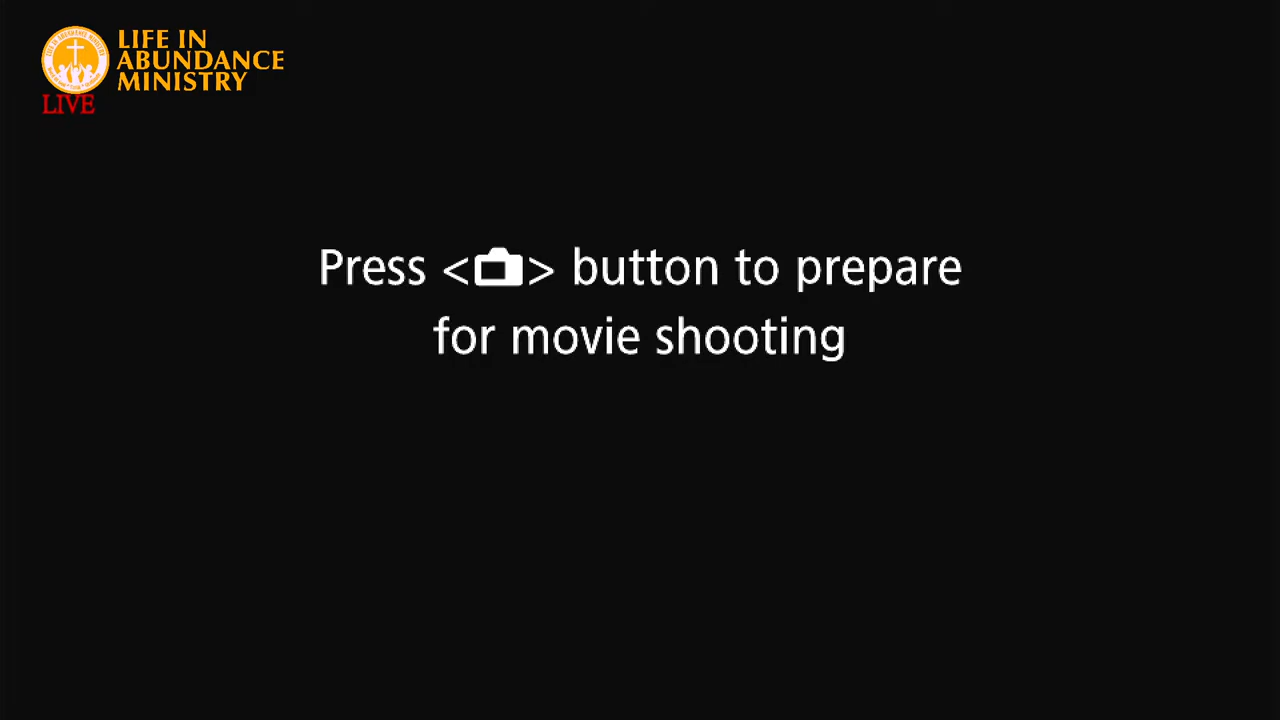 LIFE IN
ABUNDANCE
MINISTRY
LIVE
Press <📷> button to prepare
for movie shooting